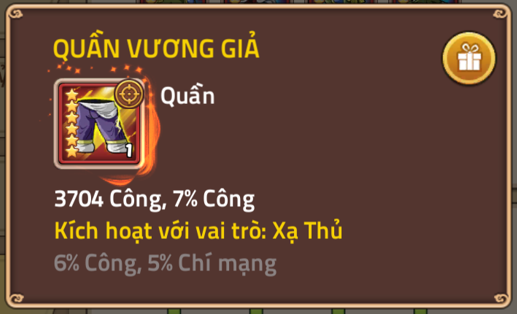 QUẦN VƯƠNG GIẢ
Quần
1
3704 Công, 7% Công
Kích hoạt với vai trò: Xạ Thủ
6% Công, 5% Chí mạng